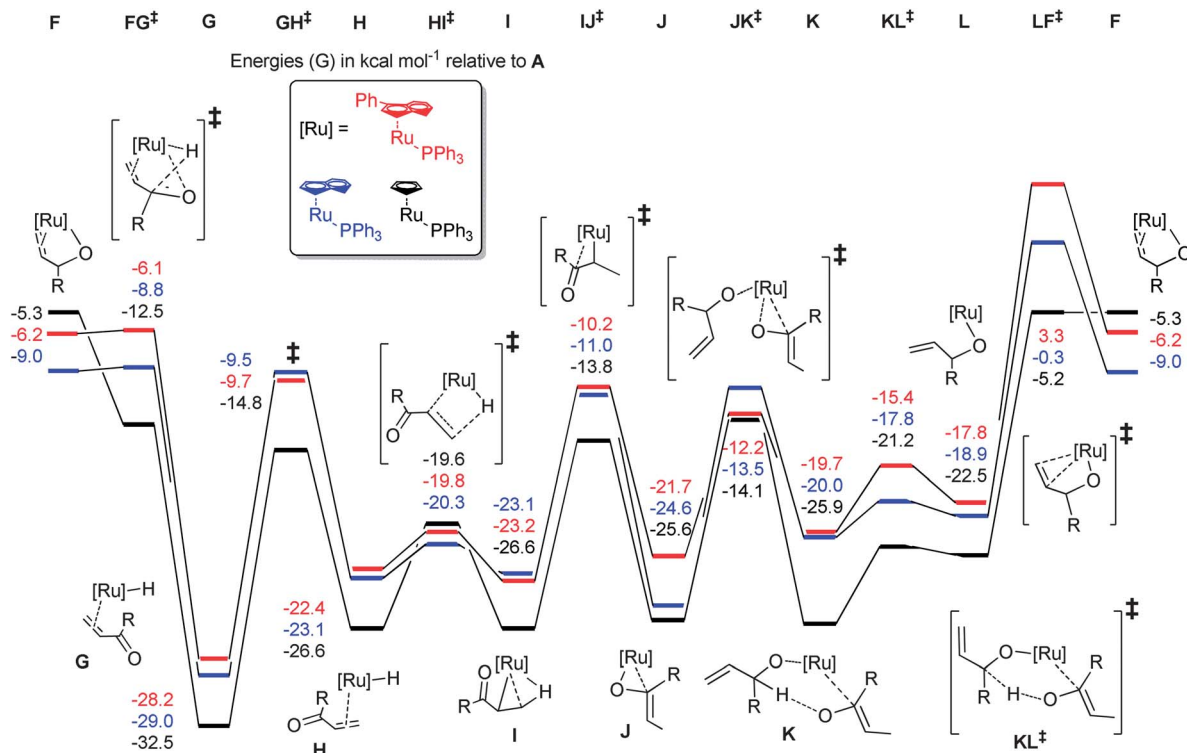 F FG‡ G GH‡ H HI‡ I IJ‡ J JK‡ K KL‡ L LF‡ F
Energies (G) in kcal mol⁻¹ relative to A
[Ru] =
Ph
Ru
PPh₃
Ru
PPh₃
Ru
PPh₃
[Ru]
O
R
-5.3
-6.2
-9.0
‡
[Ru]
H
O
R
-6.1
-8.8
-12.5
[Ru]—H
R
O
G
-28.2
-29.0
-32.5
‡
-9.5
-9.7
-14.8
-22.4
-23.1
-26.6
[Ru]—H
R
O
H
‡
[Ru]
R
H
O
-19.6
-19.8
-20.3
-23.1
-23.2
-26.6
[Ru]
O
H
R
I
‡
[Ru]
R
O
-10.2
-11.0
-13.8
-21.7
-24.6
-25.6
[Ru]
O
R
J
‡
O
[Ru]
R
O
R
-12.2
-13.5
-14.1
-19.7
-20.0
-25.9
O
[Ru]
R
H
R
O
K
-15.4
-17.8
-21.2
‡
O
[Ru]
R
H
R
O
KL‡
[Ru]
O
R
-17.8
-18.9
-22.5
3.3
-0.3
-5.2
‡
[Ru]
O
R
[Ru]
O
R
-5.3
-6.2
-9.0